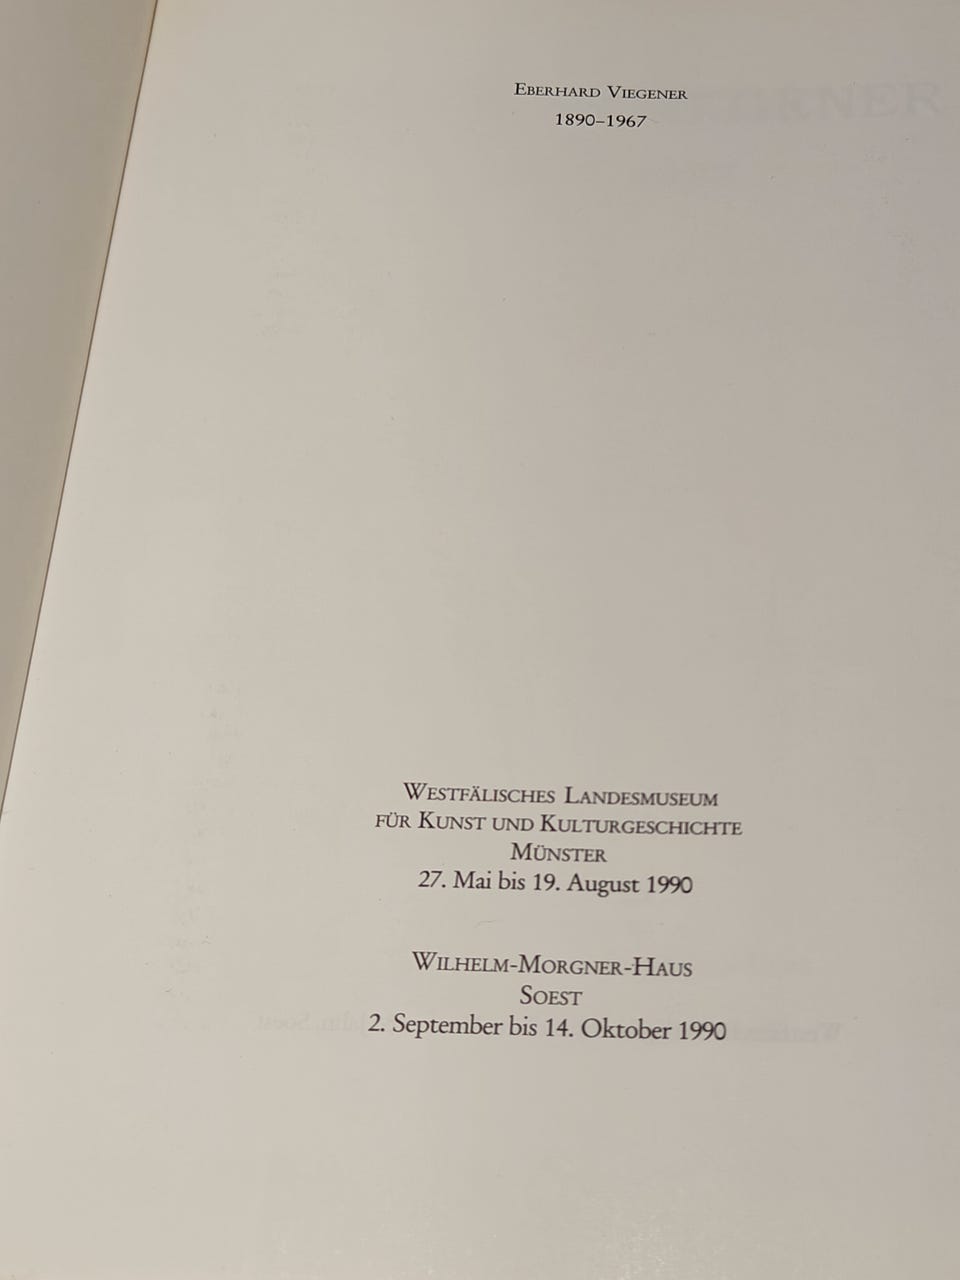 Eberhard Viegener
1890–1967
Westfälisches Landesmuseum
für Kunst und Kulturgeschichte
Münster
27. Mai bis 19. August 1990
Wilhelm-Morgner-Haus
Soest
2. September bis 14. Oktober 1990